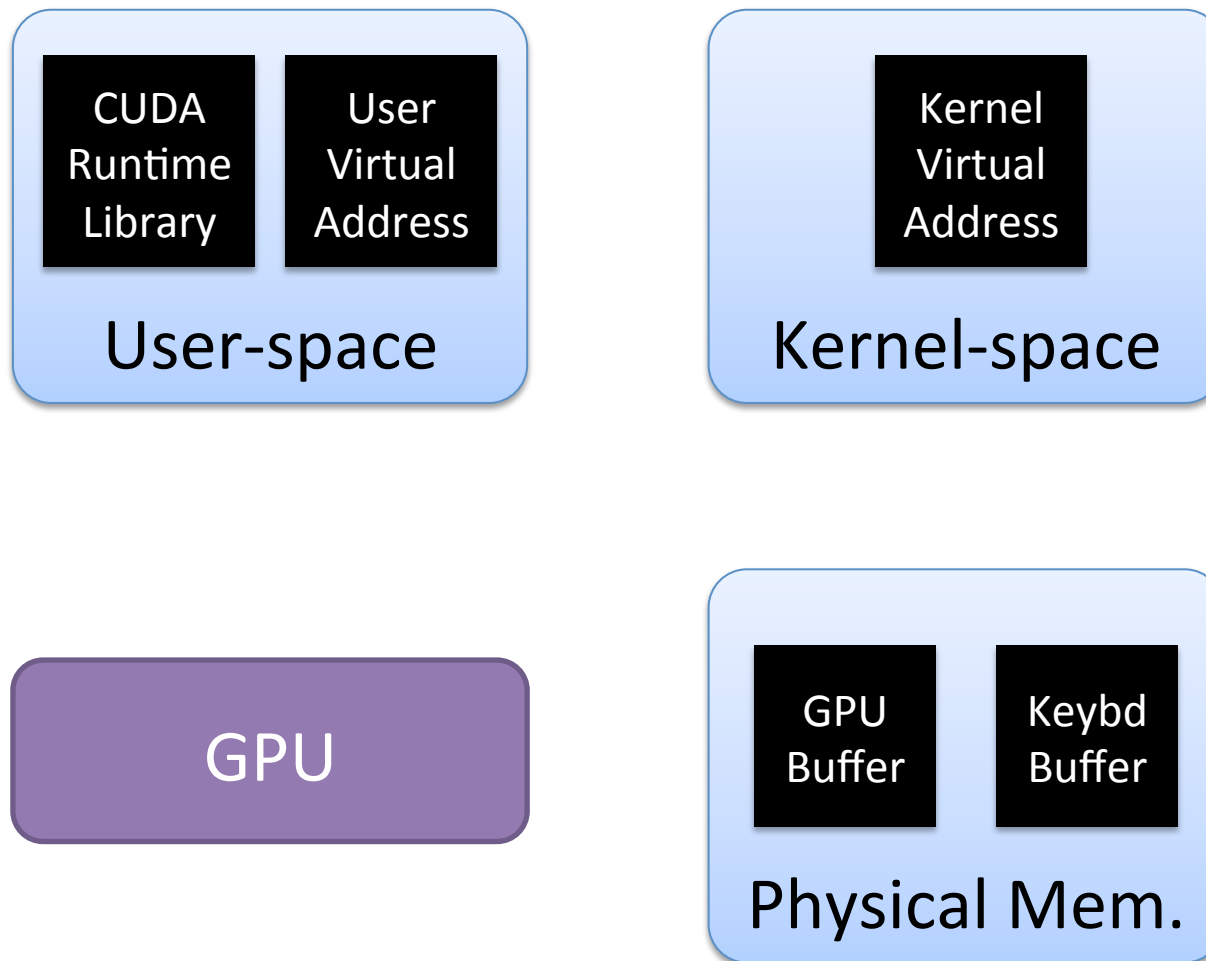 CUDA
Runtime
Library
User
Virtual
Address
User-space
Kernel
Virtual
Address
Kernel-space
GPU
GPU
Buffer
Keybd
Buffer
Physical Mem.